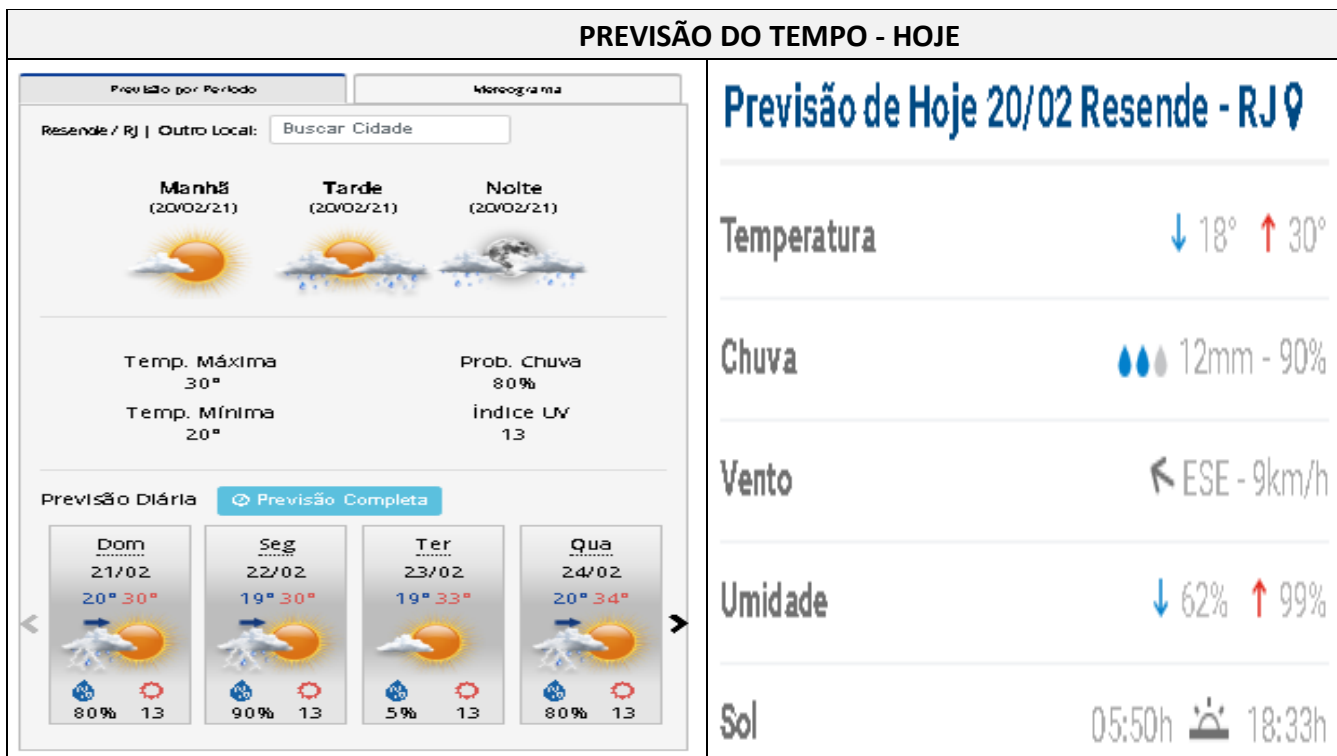 PREVISÃO DO TEMPO - HOJE
Previsão por Período
Meteograma
Resende / RJ | Outro Local: Buscar Cidade
Manhã Tarde Noite
(20/02/21) (20/02/21) (20/02/21)
Temp. Máxima Prob. Chuva
30° 80%
Temp. Mínima Índice UV
20° 13
Previsão Diária Previsão Completa
Dom Seg Ter Qua
21/02 22/02 23/02 24/02
20° 30° 19° 30° 19° 33° 20° 34°
80% 13 90% 13 5% 13 80% 13
Previsão de Hoje 20/02 Resende - RJ
Temperatura ↓ 18° ↑ 30°
Chuva 12mm - 90%
Vento ESE - 9km/h
Umidade ↓ 62% ↑ 99%
Sol 05:50h 18:33h